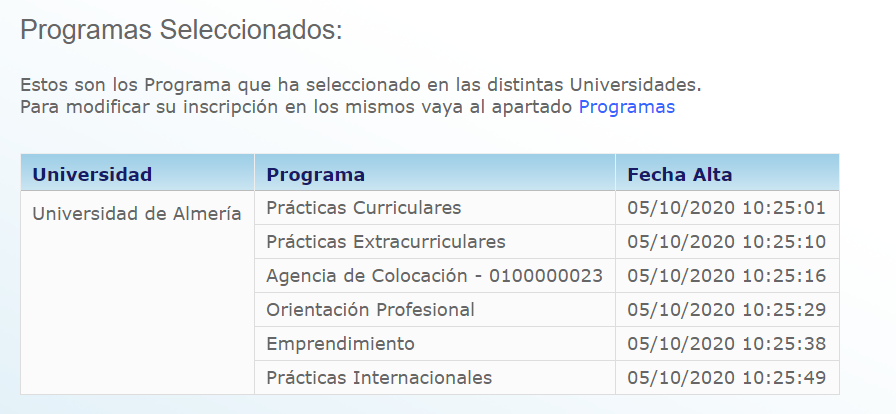 Programas Seleccionados:
Estos son los Programa que ha seleccionado en las distintas Universidades.
Para modificar su inscripción en los mismos vaya al apartado Programas
Universidad Programa Fecha Alta
Universidad de Almería Prácticas Curriculares 05/10/2020 10:25:01
Prácticas Extracurriculares 05/10/2020 10:25:10
Agencia de Colocación - 0100000023 05/10/2020 10:25:16
Orientación Profesional 05/10/2020 10:25:29
Emprendimiento 05/10/2020 10:25:38
Prácticas Internacionales 05/10/2020 10:25:49